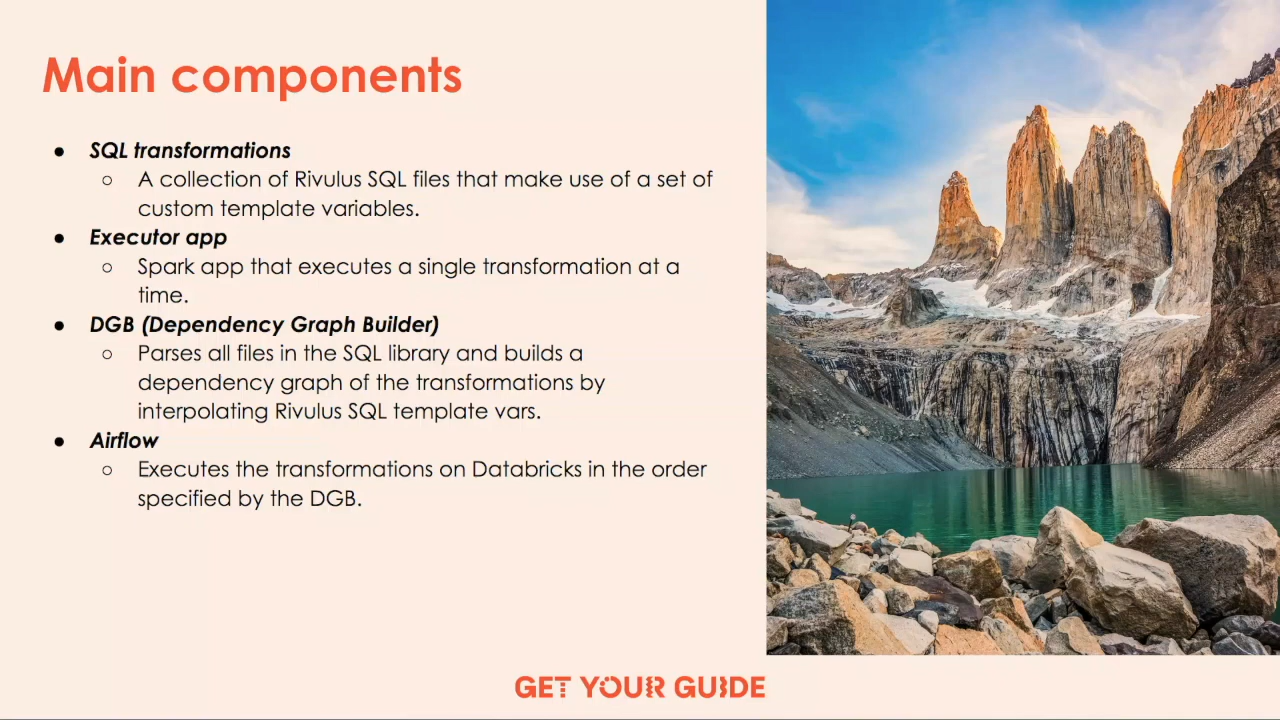 Main components
● SQL transformations
○ A collection of Rivulus SQL files that make use of a set of
custom template variables.
● Executor app
○ Spark app that executes a single transformation at a
time.
● DGB (Dependency Graph Builder)
○ Parses all files in the SQL library and builds a
dependency graph of the transformations by
interpolating Rivulus SQL template vars.
● Airflow
○ Executes the transformations on Databricks in the order
specified by the DGB.
GET YOUR GUIDE